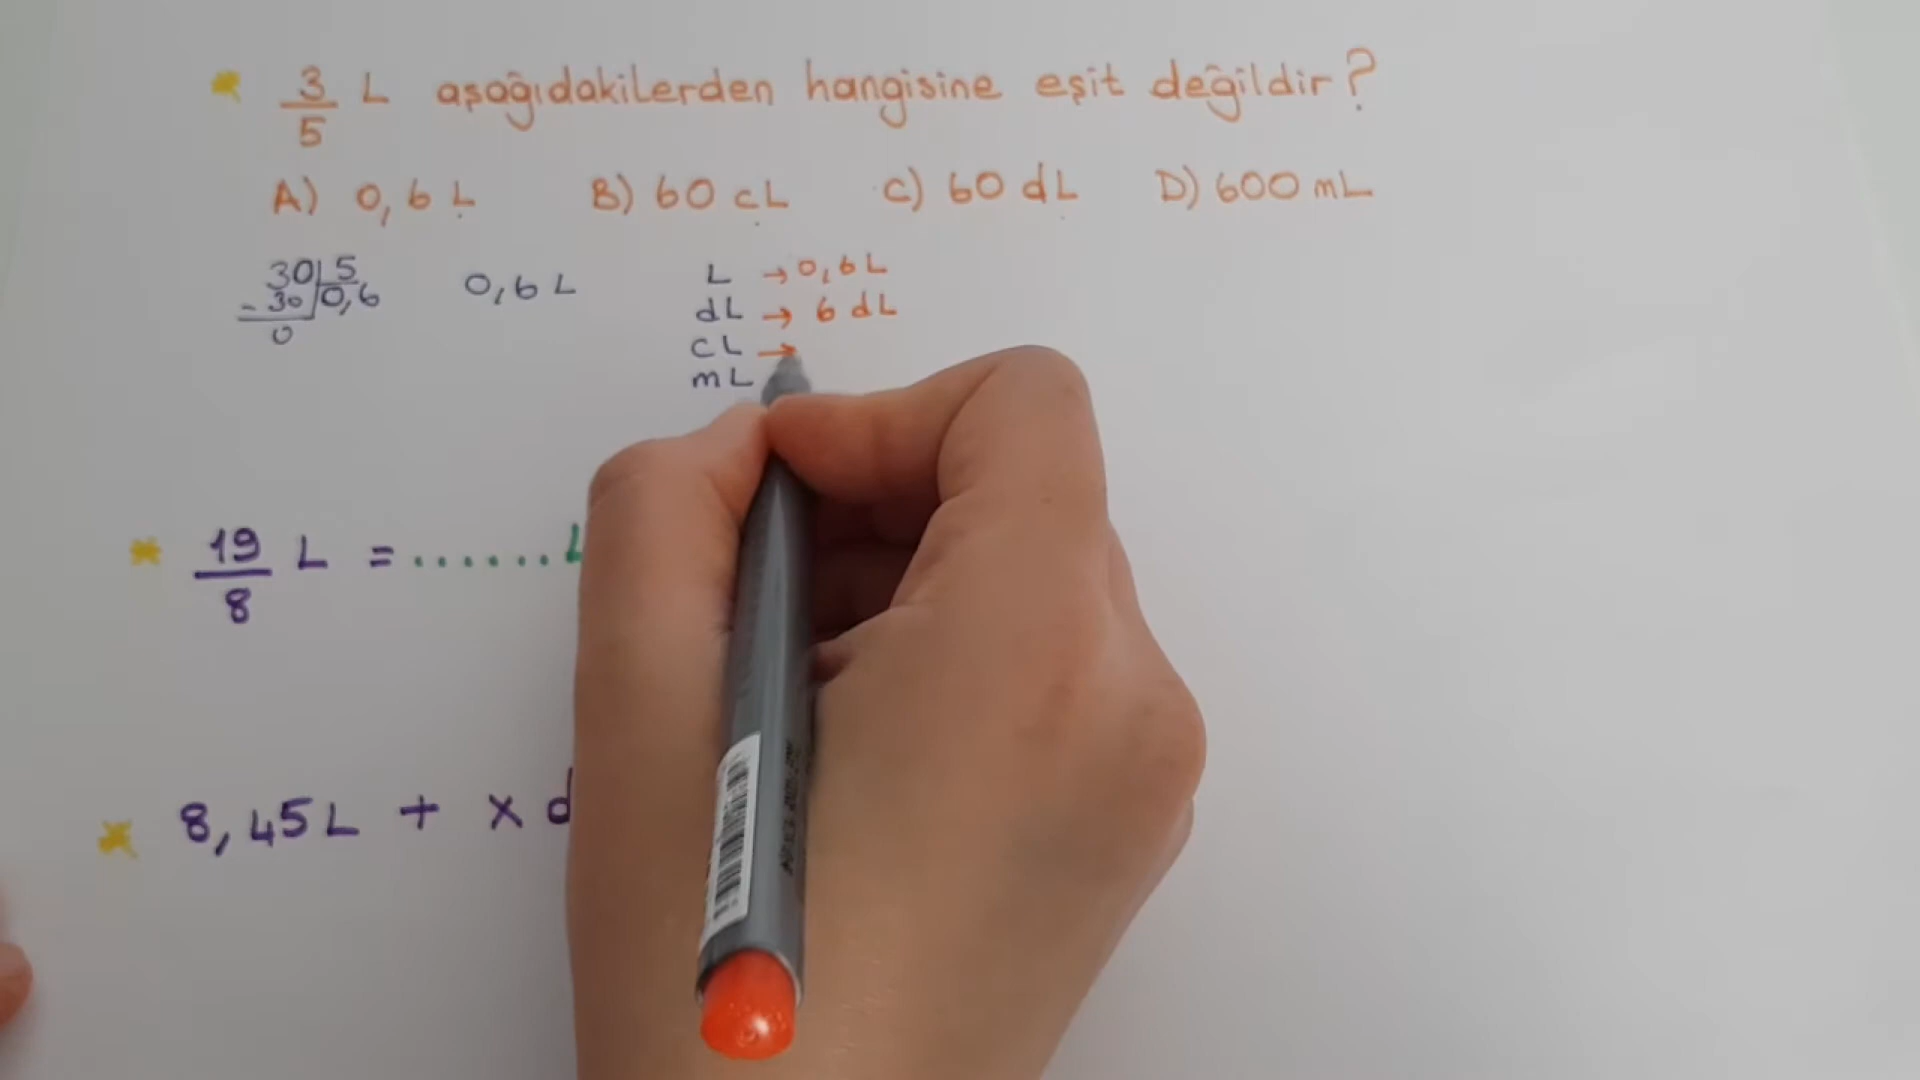 3/5 L aşağıdakilerden hangisine eşit değildir?
A) 0,6 L B) 60 cL C) 60 dL D) 600 mL
30 5
- 30 0,6
0
0,6 L
L → 0,6 L
dL → 6 dL
cL →
mL
19/8 L = ...... L
8,45 L + x d